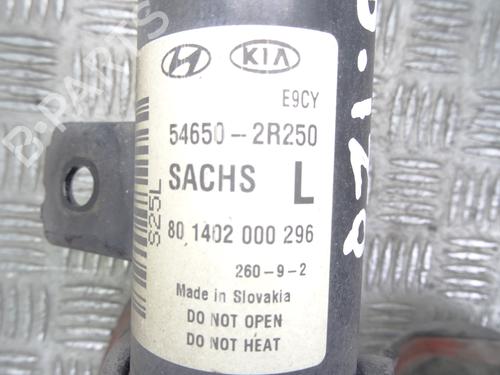 KIA
E9CY
54650-2R250
SACHS L
80 1402 000 296
260-9-2
Made in Slovakia
DO NOT OPEN
DO NOT HEAT
S25L
B-PARTS